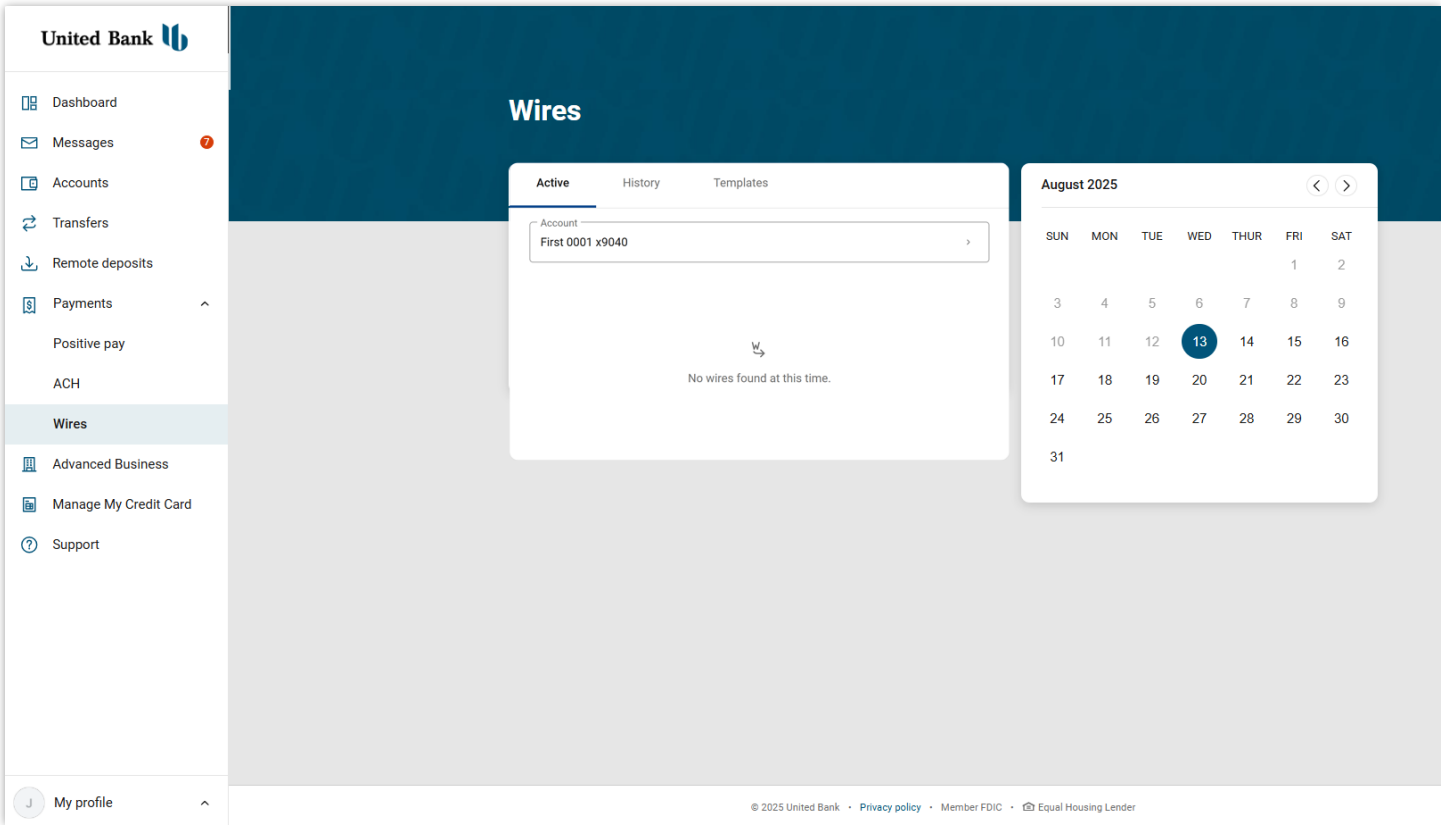 United Bank
Dashboard
Messages 7
Accounts
Transfers
Remote deposits
Payments
Positive pay
ACH
Wires
Advanced Business
Manage My Credit Card
Support
J My profile
Wires
Active History Templates
Account
First 0001 x9040
No wires found at this time.
August 2025
SUN MON TUE WED THUR FRI SAT
1 2
3 4 5 6 7 8 9
10 11 12 13 14 15 16
17 18 19 20 21 22 23
24 25 26 27 28 29 30
31
© 2025 United Bank • Privacy policy • Member FDIC • Equal Housing Lender